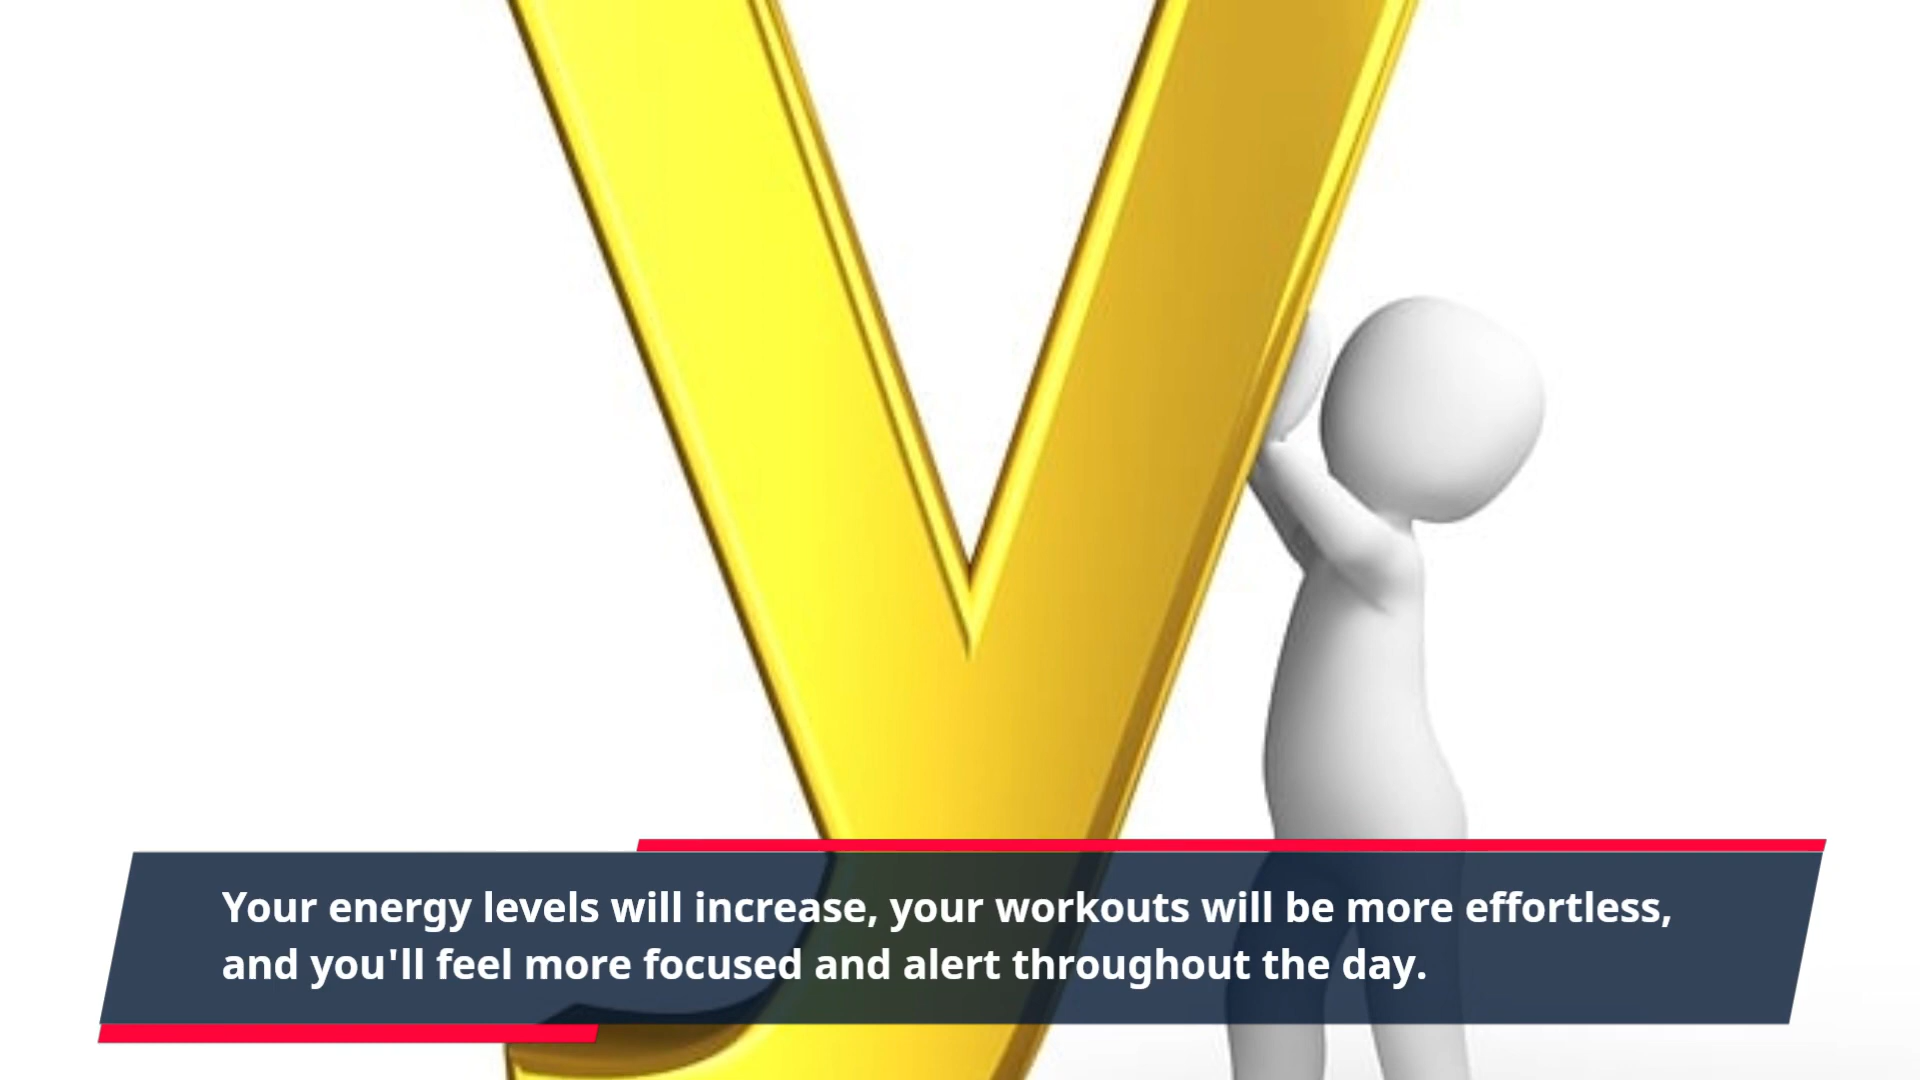 y
Your energy levels will increase, your workouts will be more effortless,
and you'll feel more focused and alert throughout the day.